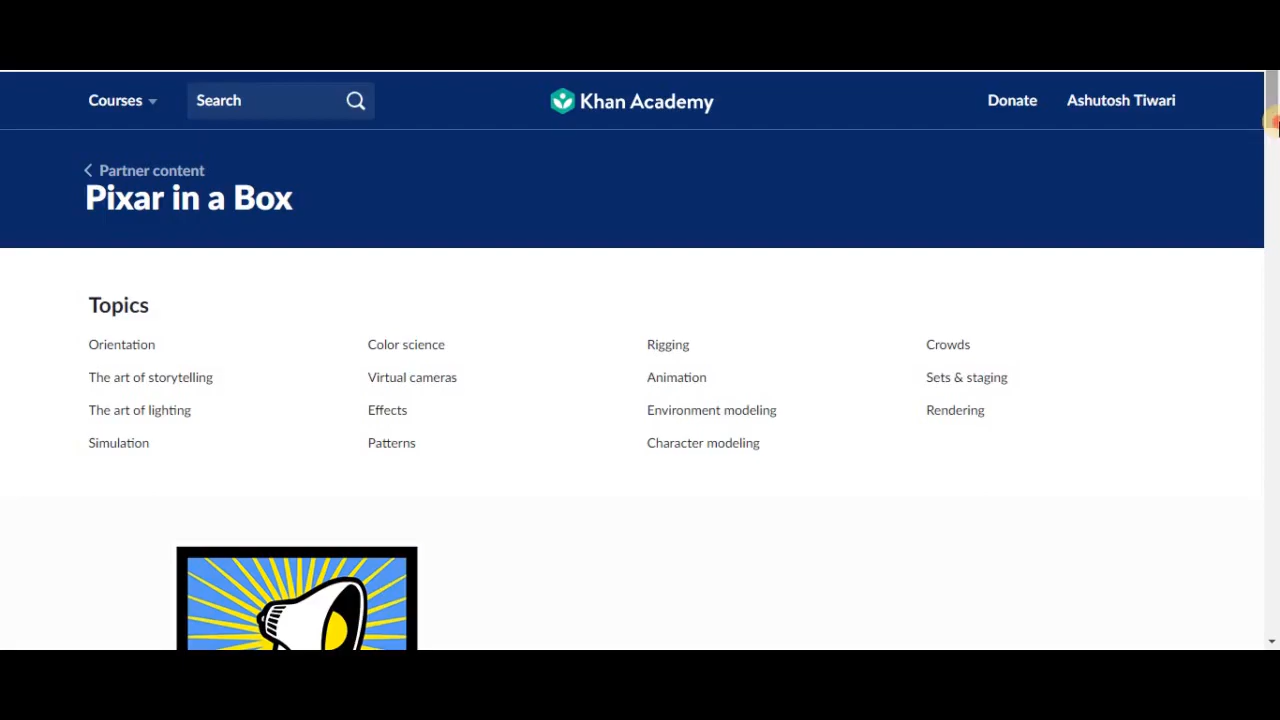 Courses Search Khan Academy Donate Ashutosh Tiwari
Partner content
Pixar in a Box
Topics
Orientation Color science Rigging Crowds
The art of storytelling Virtual cameras Animation Sets & staging
The art of lighting Effects Environment modeling Rendering
Simulation Patterns Character modeling